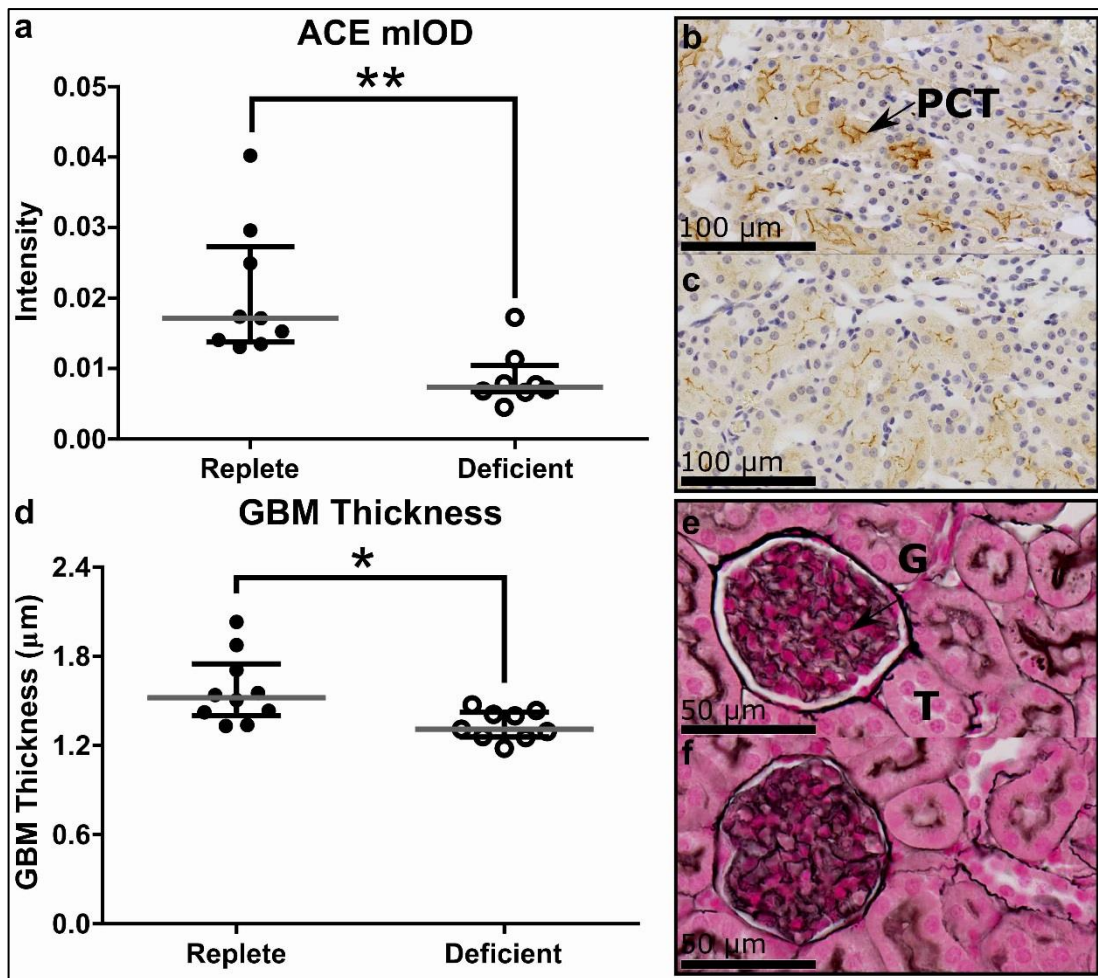 a
ACE mIOD
**
Intensity
0.05
0.04
0.03
0.02
0.01
0.00
Replete Deficient
b
PCT
100 µm
c
100 µm
d
GBM Thickness
*
GBM Thickness (µm)
2.4
1.8
1.2
0.6
0.0
Replete Deficient
e
G
T
50 µm
f
50 µm